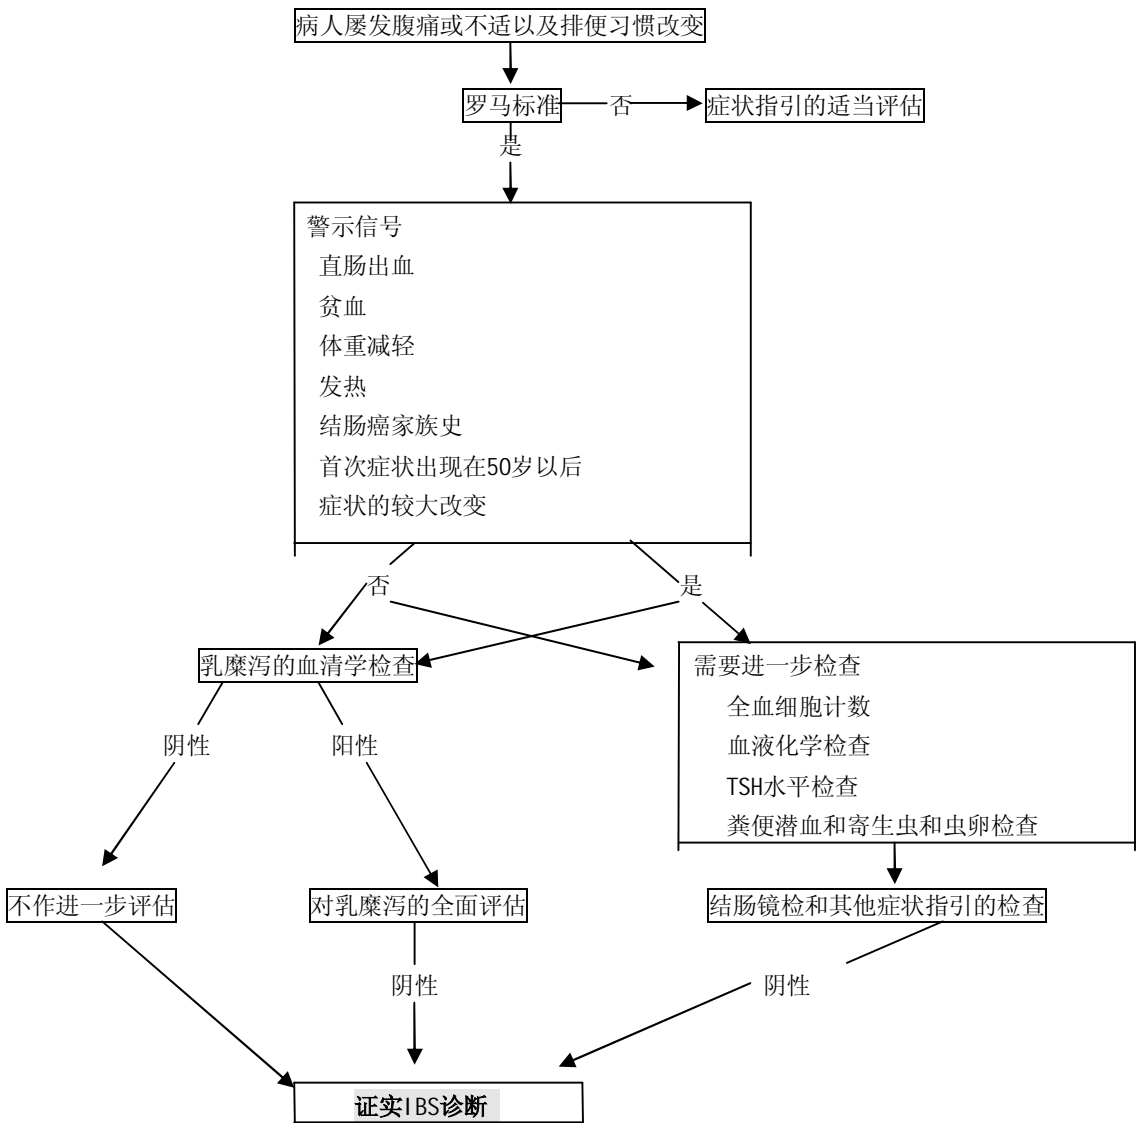 病人屡发腹痛或不适以及排便习惯改变
罗马标准
否
症状指引的适当评估
是
警示信号
直肠出血
贫血
体重减轻
发热
结肠癌家族史
首次症状出现在50岁以后
症状的较大改变
否
是
乳糜泻的血清学检查
需要进一步检查
全血细胞计数
血液化学检查
TSH水平检查
粪便潜血和寄生虫和虫卵检查
阴性
阳性
不作进一步评估
对乳糜泻的全面评估
结肠镜检和其他症状指引的检查
阴性
阴性
证实IBS诊断